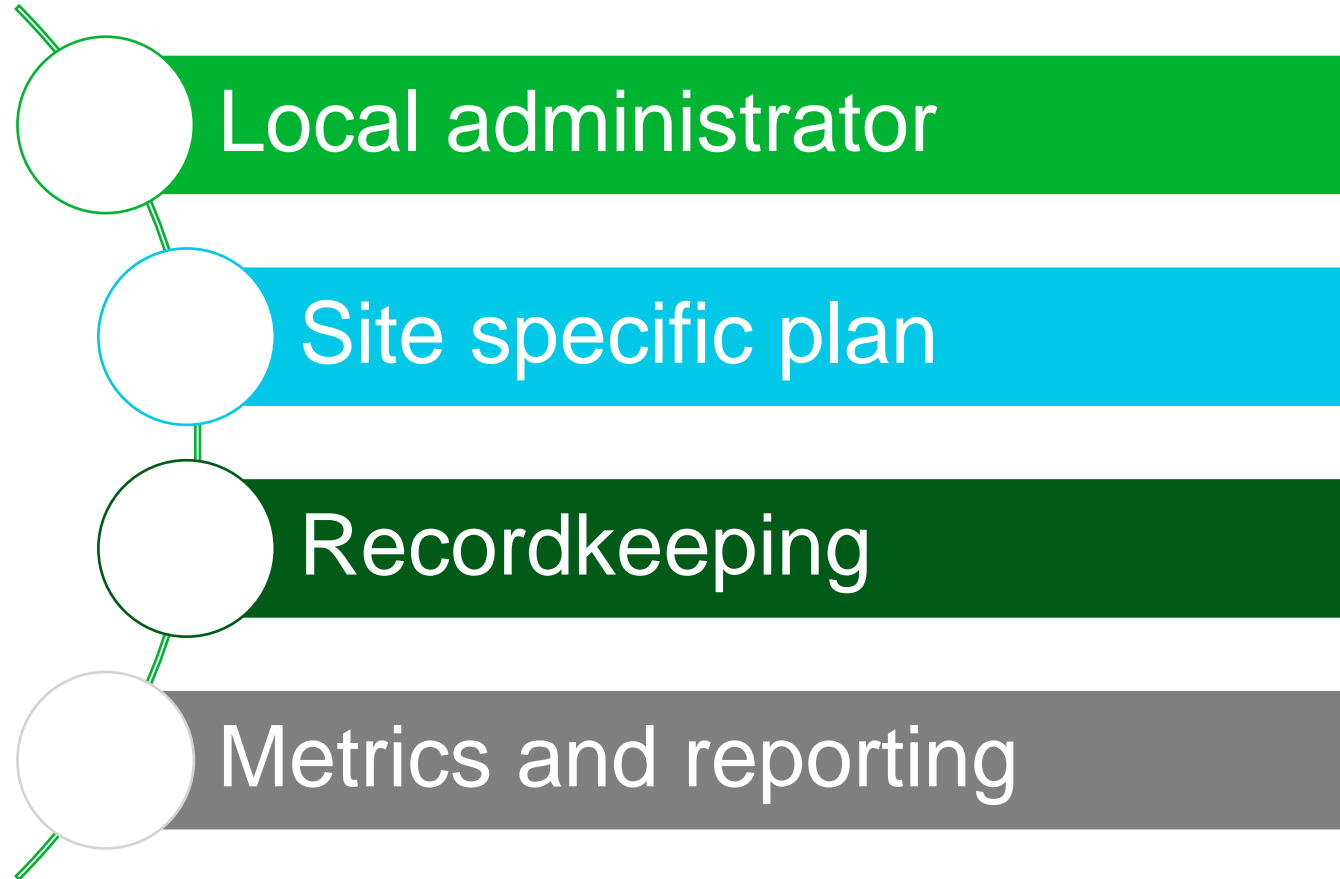 Local administrator
Site specific plan
Recordkeeping
Metrics and reporting